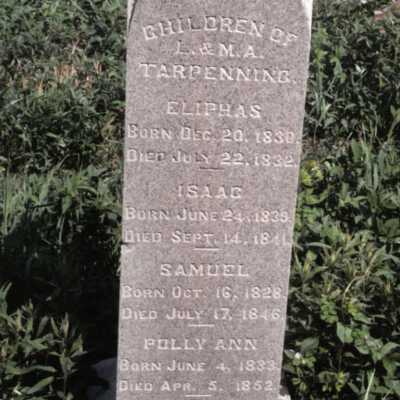 CHILDREN OF
L. & M. A.
TARPENNING.
ELIPHAS
BORN DEC. 20, 1830.
DIED JULY 22, 1832.
ISAAC
BORN JUNE 24, 1835
DIED SEPT. 14, 1841.
SAMUEL
BORN OCT. 16, 1828.
DIED JULY 17, 1846.
POLLY ANN
BORN JUNE 4, 1833.
DIED APR. 5, 1852.